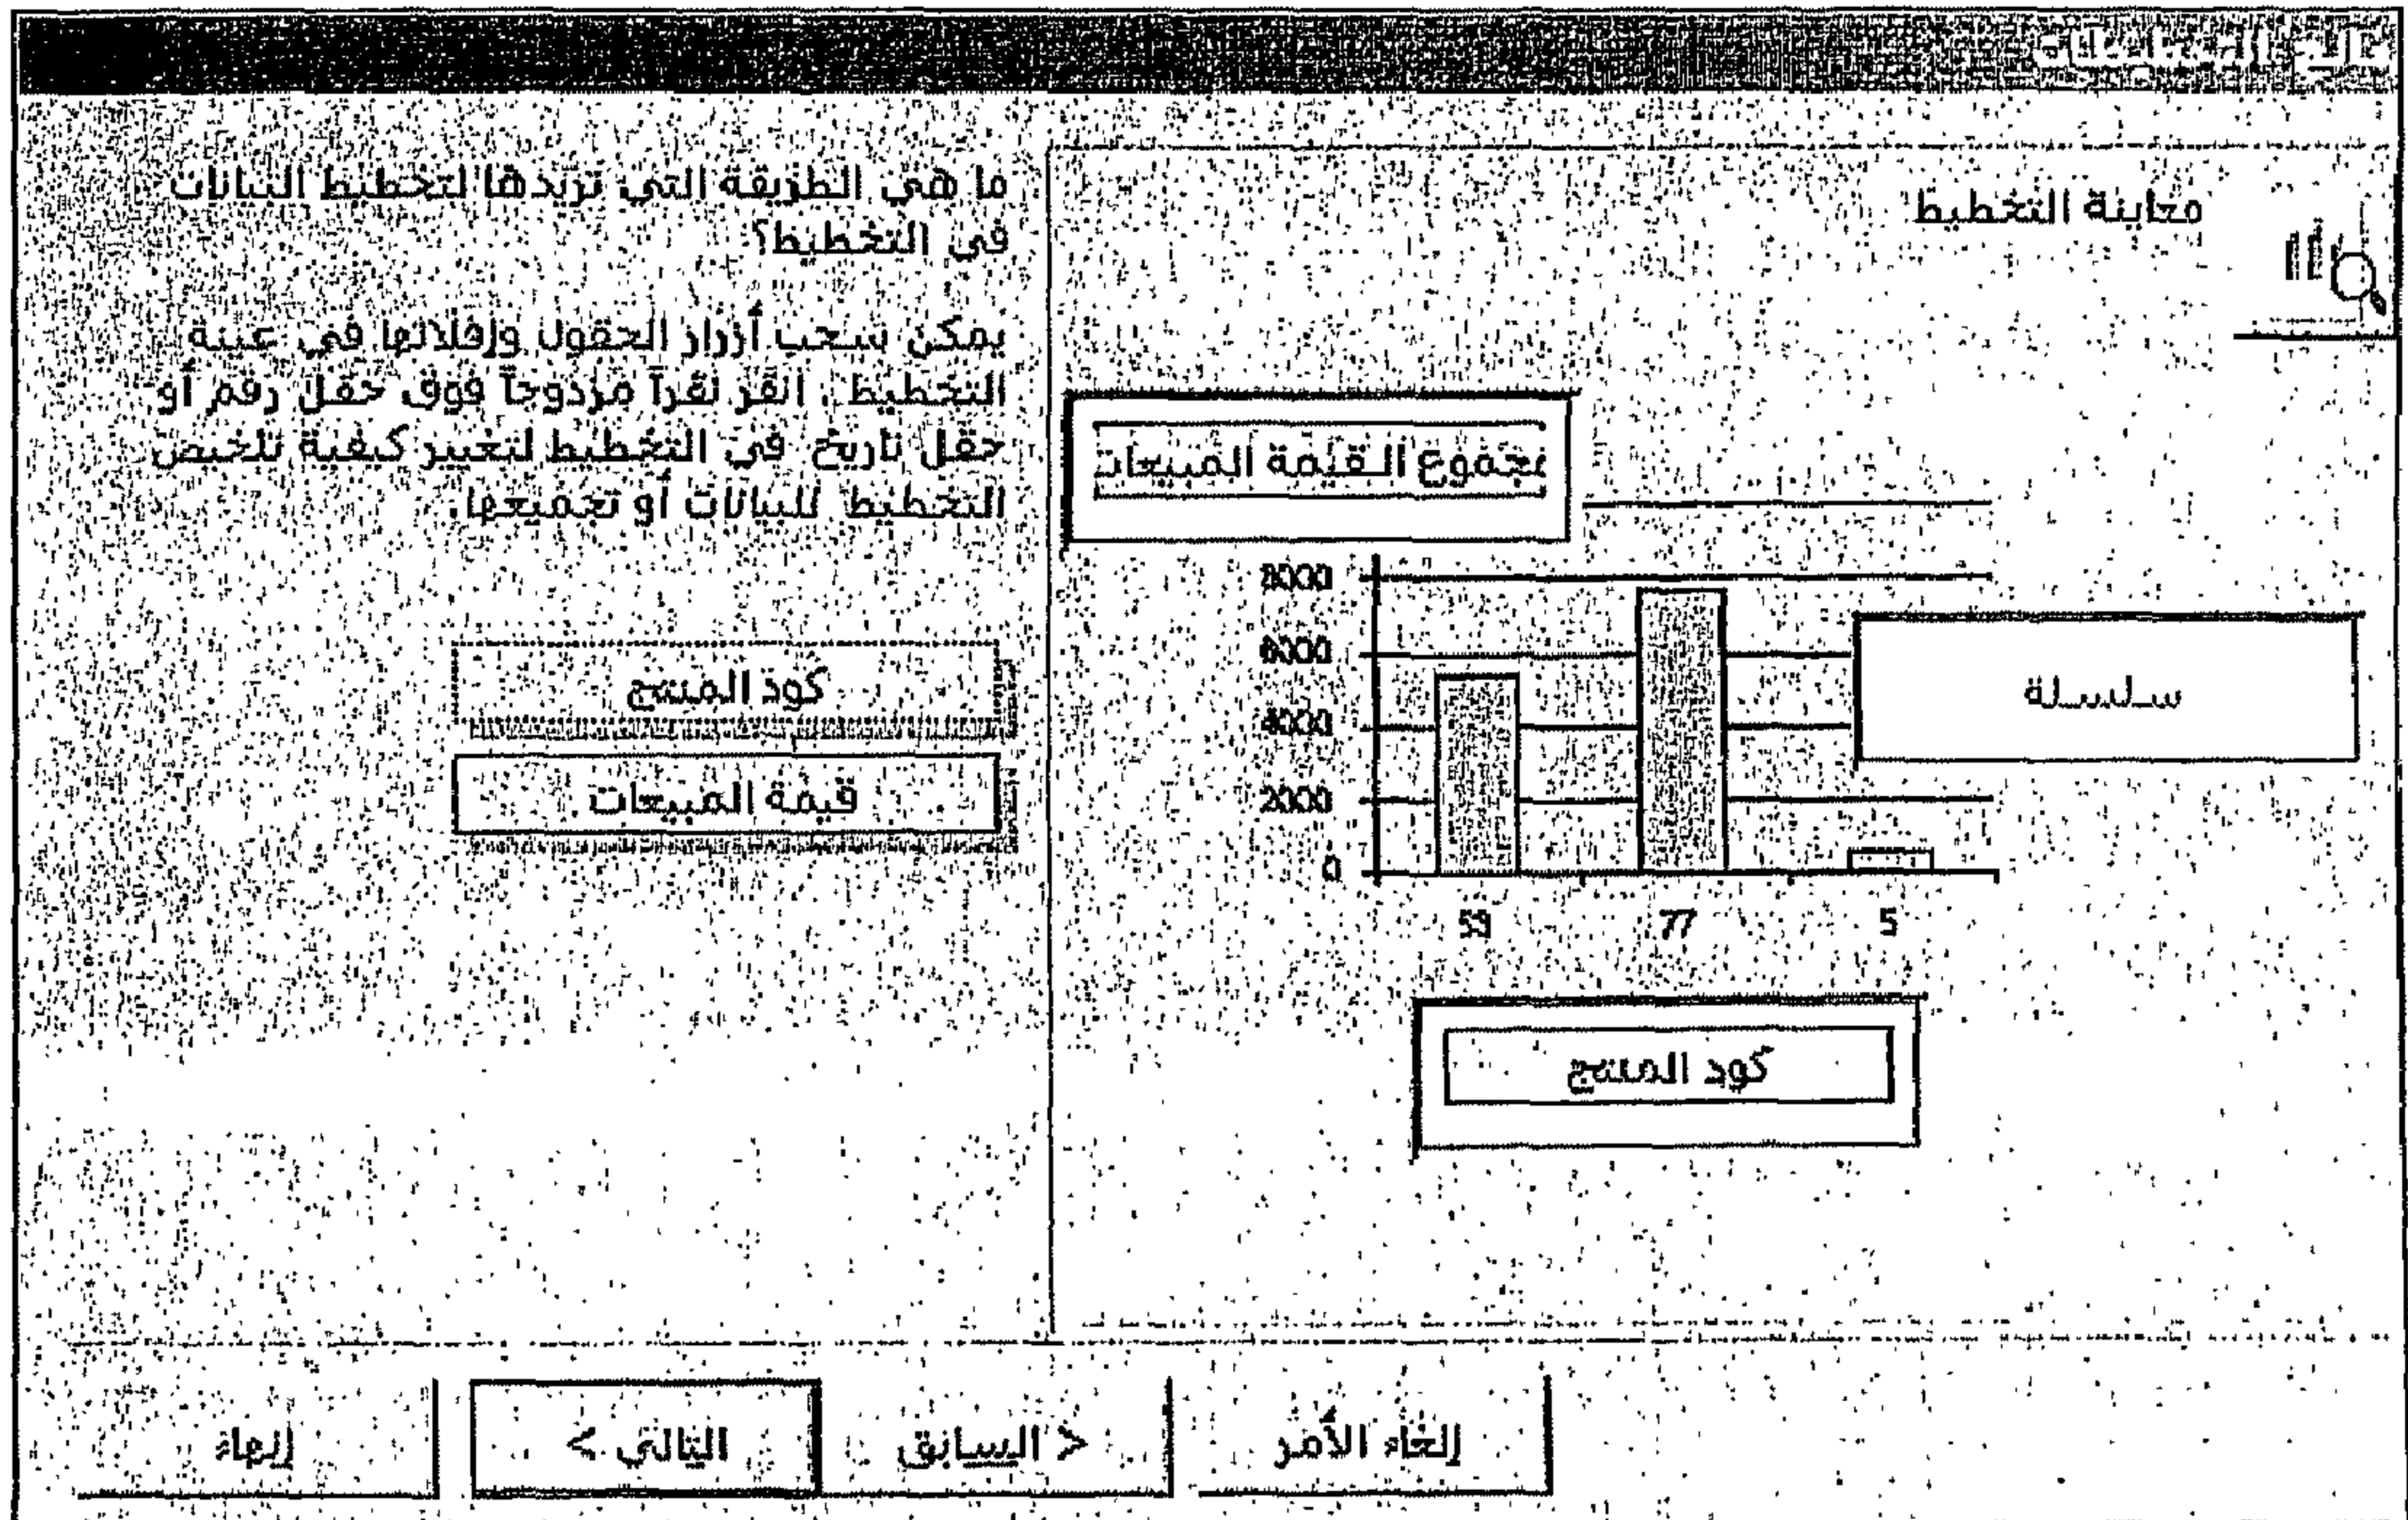 معاينة التخطيط
ما هي الطريقة التي تريدها لتخطيط البيانات
في التخطيط؟
يمكن سحب أزرار الحقول وإفلاتها في عينة
التخطيط. انقر نقراً مزدوجاً فوق حقل رقم أو
حقل تاريخ في التخطيط لتغيير كيفية تلخيص
التخطيط للبيانات أو تجميعها.
مجموع القيمة المبيعات
8000
6000
4000
2000
0
سلسلة
59 77 5
كود المنتج
كود المنتج
قيمة المبيعات
إلغاء الأمر
< السابق
التالي >
إنهاء